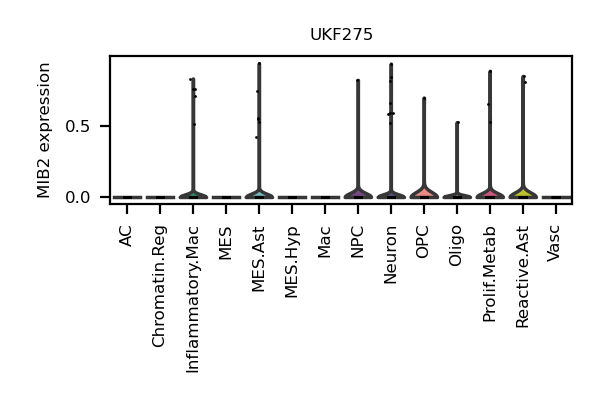 UKF275
MIB2 expression
0.5
0.0
AC
Chromatin.Reg
Inflammatory.Mac
MES
MES.Ast
MES.Hyp
Mac
NPC
Neuron
OPC
Oligo
Prolif.Metab
Reactive.Ast
Vasc